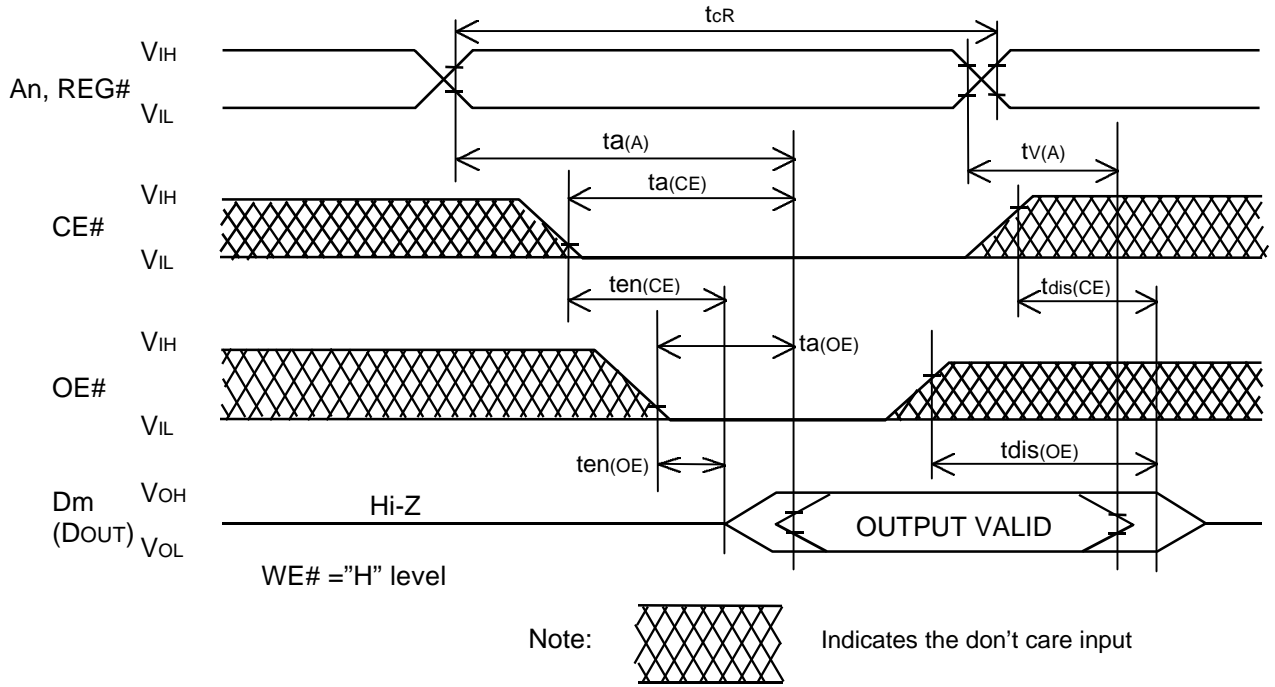 tcR
VIH
An, REG#
VIL
ta(A)
tV(A)
VIH
ta(CE)
CE#
VIL
ten(CE)
tdis(CE)
VIH
ta(OE)
OE#
VIL
ten(OE)
tdis(OE)
Dm
(DOUT)
VOH
VOL
Hi-Z
OUTPUT VALID
WE# ="H" level
Note:
Indicates the don't care input